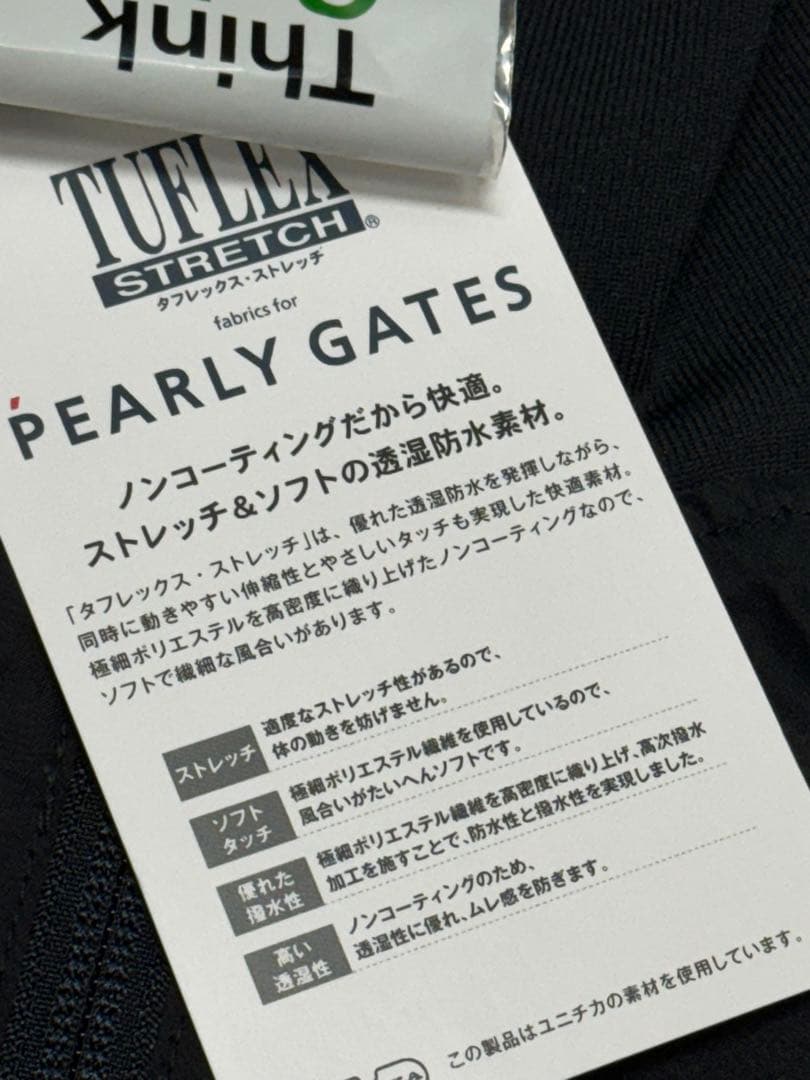 Think
TUFLEX
STRETCH®
タフレックス・ストレッチ
fabrics for
PEARLY GATES
ノンコーティングだから快適。
ストレッチ&ソフトの透湿防水素材。
「タフレックス・ストレッチ」は、優れた透湿防水を発揮しながら、
同時に動きやすい伸縮性とやさしいタッチも実現した快適素材。
極細ポリエステルを高密度に織り上げたノンコーティングなので、
ソフトで繊細な風合いがあります。
ストレッチ
適度なストレッチ性があるので、
体の動きを妨げません。
ソフト
タッチ
極細ポリエステル繊維を使用しているので、
風合いがたいへんソフトです。
優れた
撥水性
極細ポリエステル繊維を高密度に織り上げ、高次撥水
加工を施すことで、防水性と撥水性を実現しました。
高い
透湿性
ノンコーティングのため、
透湿性に優れ、ムレ感を防ぎます。
この製品はユニチカの素材を使用しています。